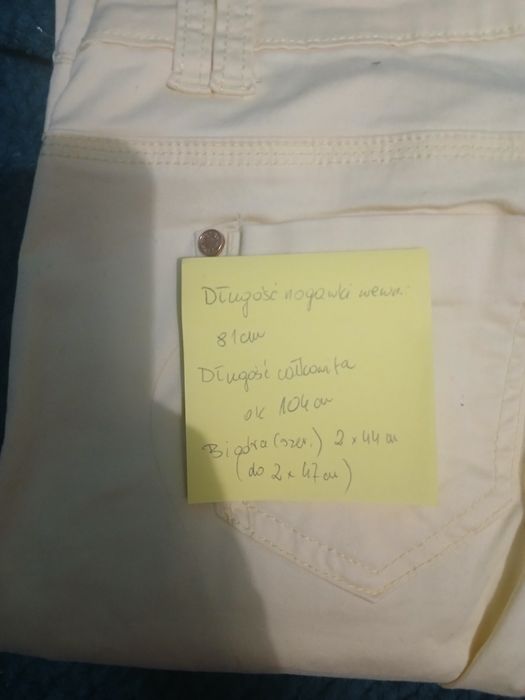 Długość nogawki wewn.
81cm
Długość całkowita
ok 104 cm
Biodra (szer.) 2 x 44 cm
(do 2 x 47 cm)